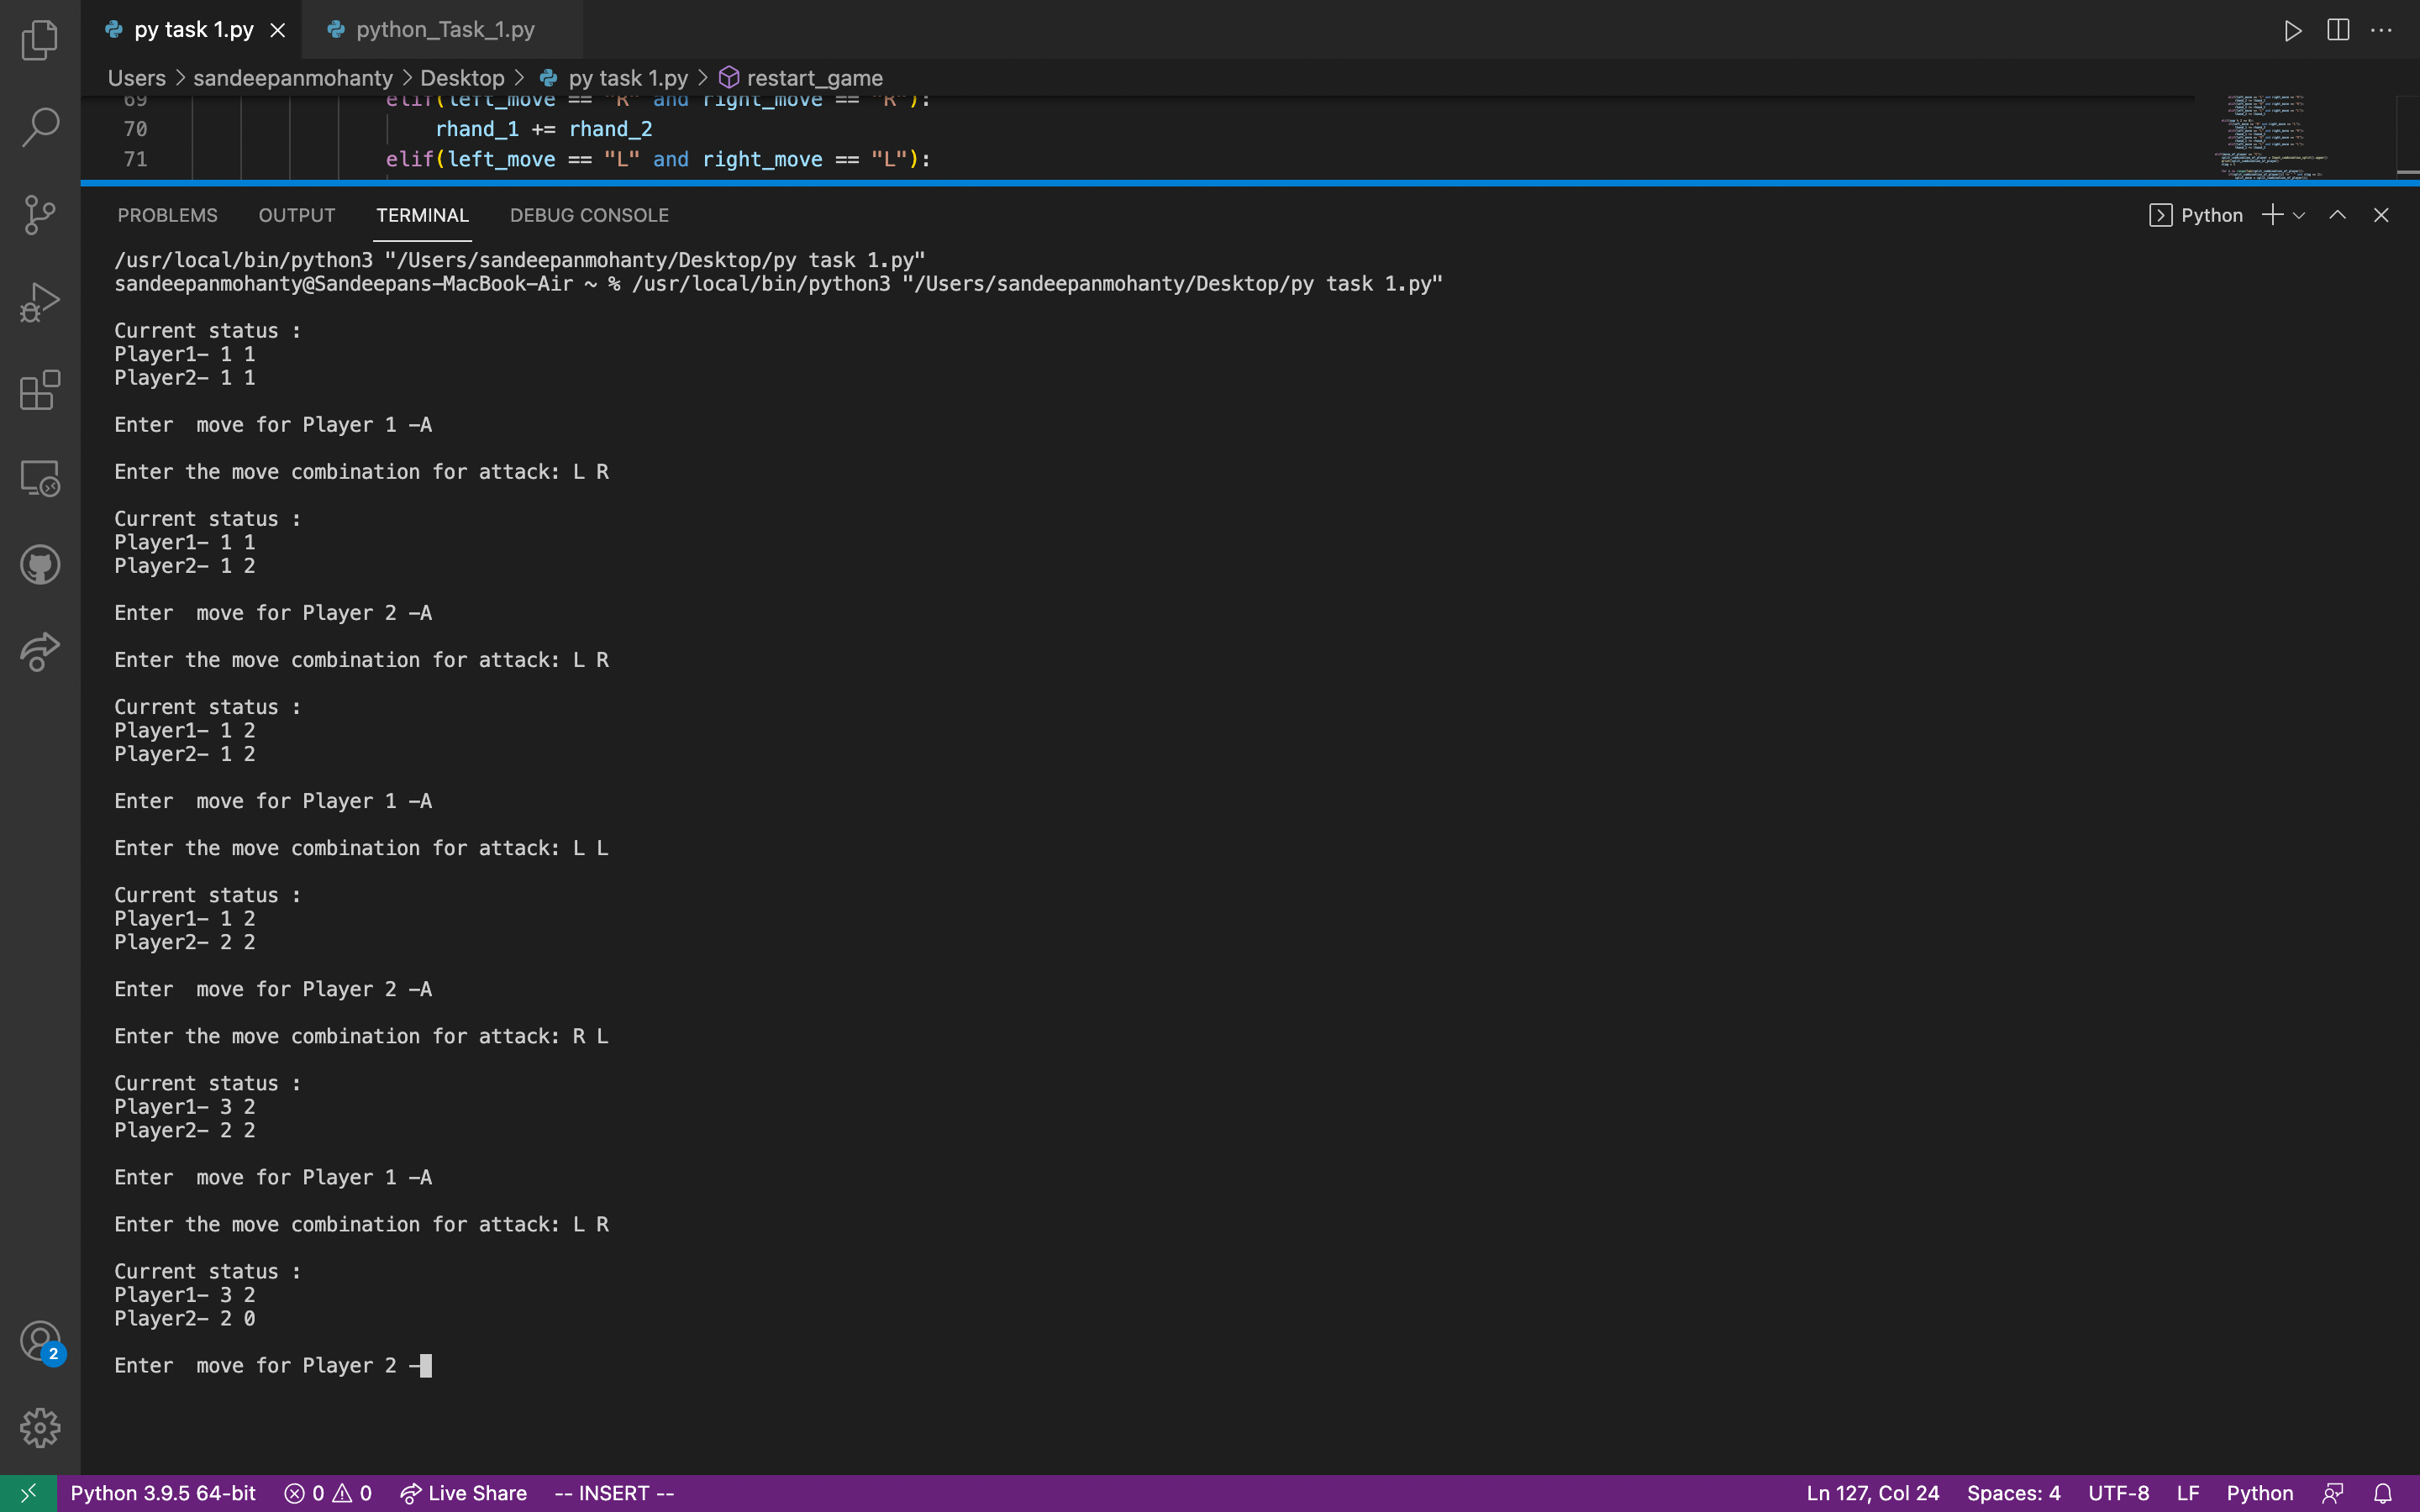 py task 1.py
python_Task_1.py
Users > sandeepanmohanty > Desktop > py task 1.py > restart_game
69 elif(left_move == "R" and right_move == "R"):
70 rhand_1 += rhand_2
71 elif(left_move == "L" and right_move == "L"):
PROBLEMS OUTPUT TERMINAL DEBUG CONSOLE
Python
/usr/local/bin/python3 "/Users/sandeepanmohanty/Desktop/py task 1.py"
sandeepanmohanty@Sandeepans-MacBook-Air ~ % /usr/local/bin/python3 "/Users/sandeepanmohanty/Desktop/py task 1.py"
Current status :
Player1- 1 1
Player2- 1 1
Enter  move for Player 1 -A
Enter the move combination for attack: L R
Current status :
Player1- 1 1
Player2- 1 2
Enter  move for Player 2 -A
Enter the move combination for attack: L R
Current status :
Player1- 1 2
Player2- 1 2
Enter  move for Player 1 -A
Enter the move combination for attack: L L
Current status :
Player1- 1 2
Player2- 2 2
Enter  move for Player 2 -A
Enter the move combination for attack: R L
Current status :
Player1- 3 2
Player2- 2 2
Enter  move for Player 1 -A
Enter the move combination for attack: L R
Current status :
Player1- 3 2
Player2- 2 0
Enter  move for Player 2 -
2
Python 3.9.5 64-bit 0 0 Live Share -- INSERT -- Ln 127, Col 24 Spaces: 4 UTF-8 LF Python